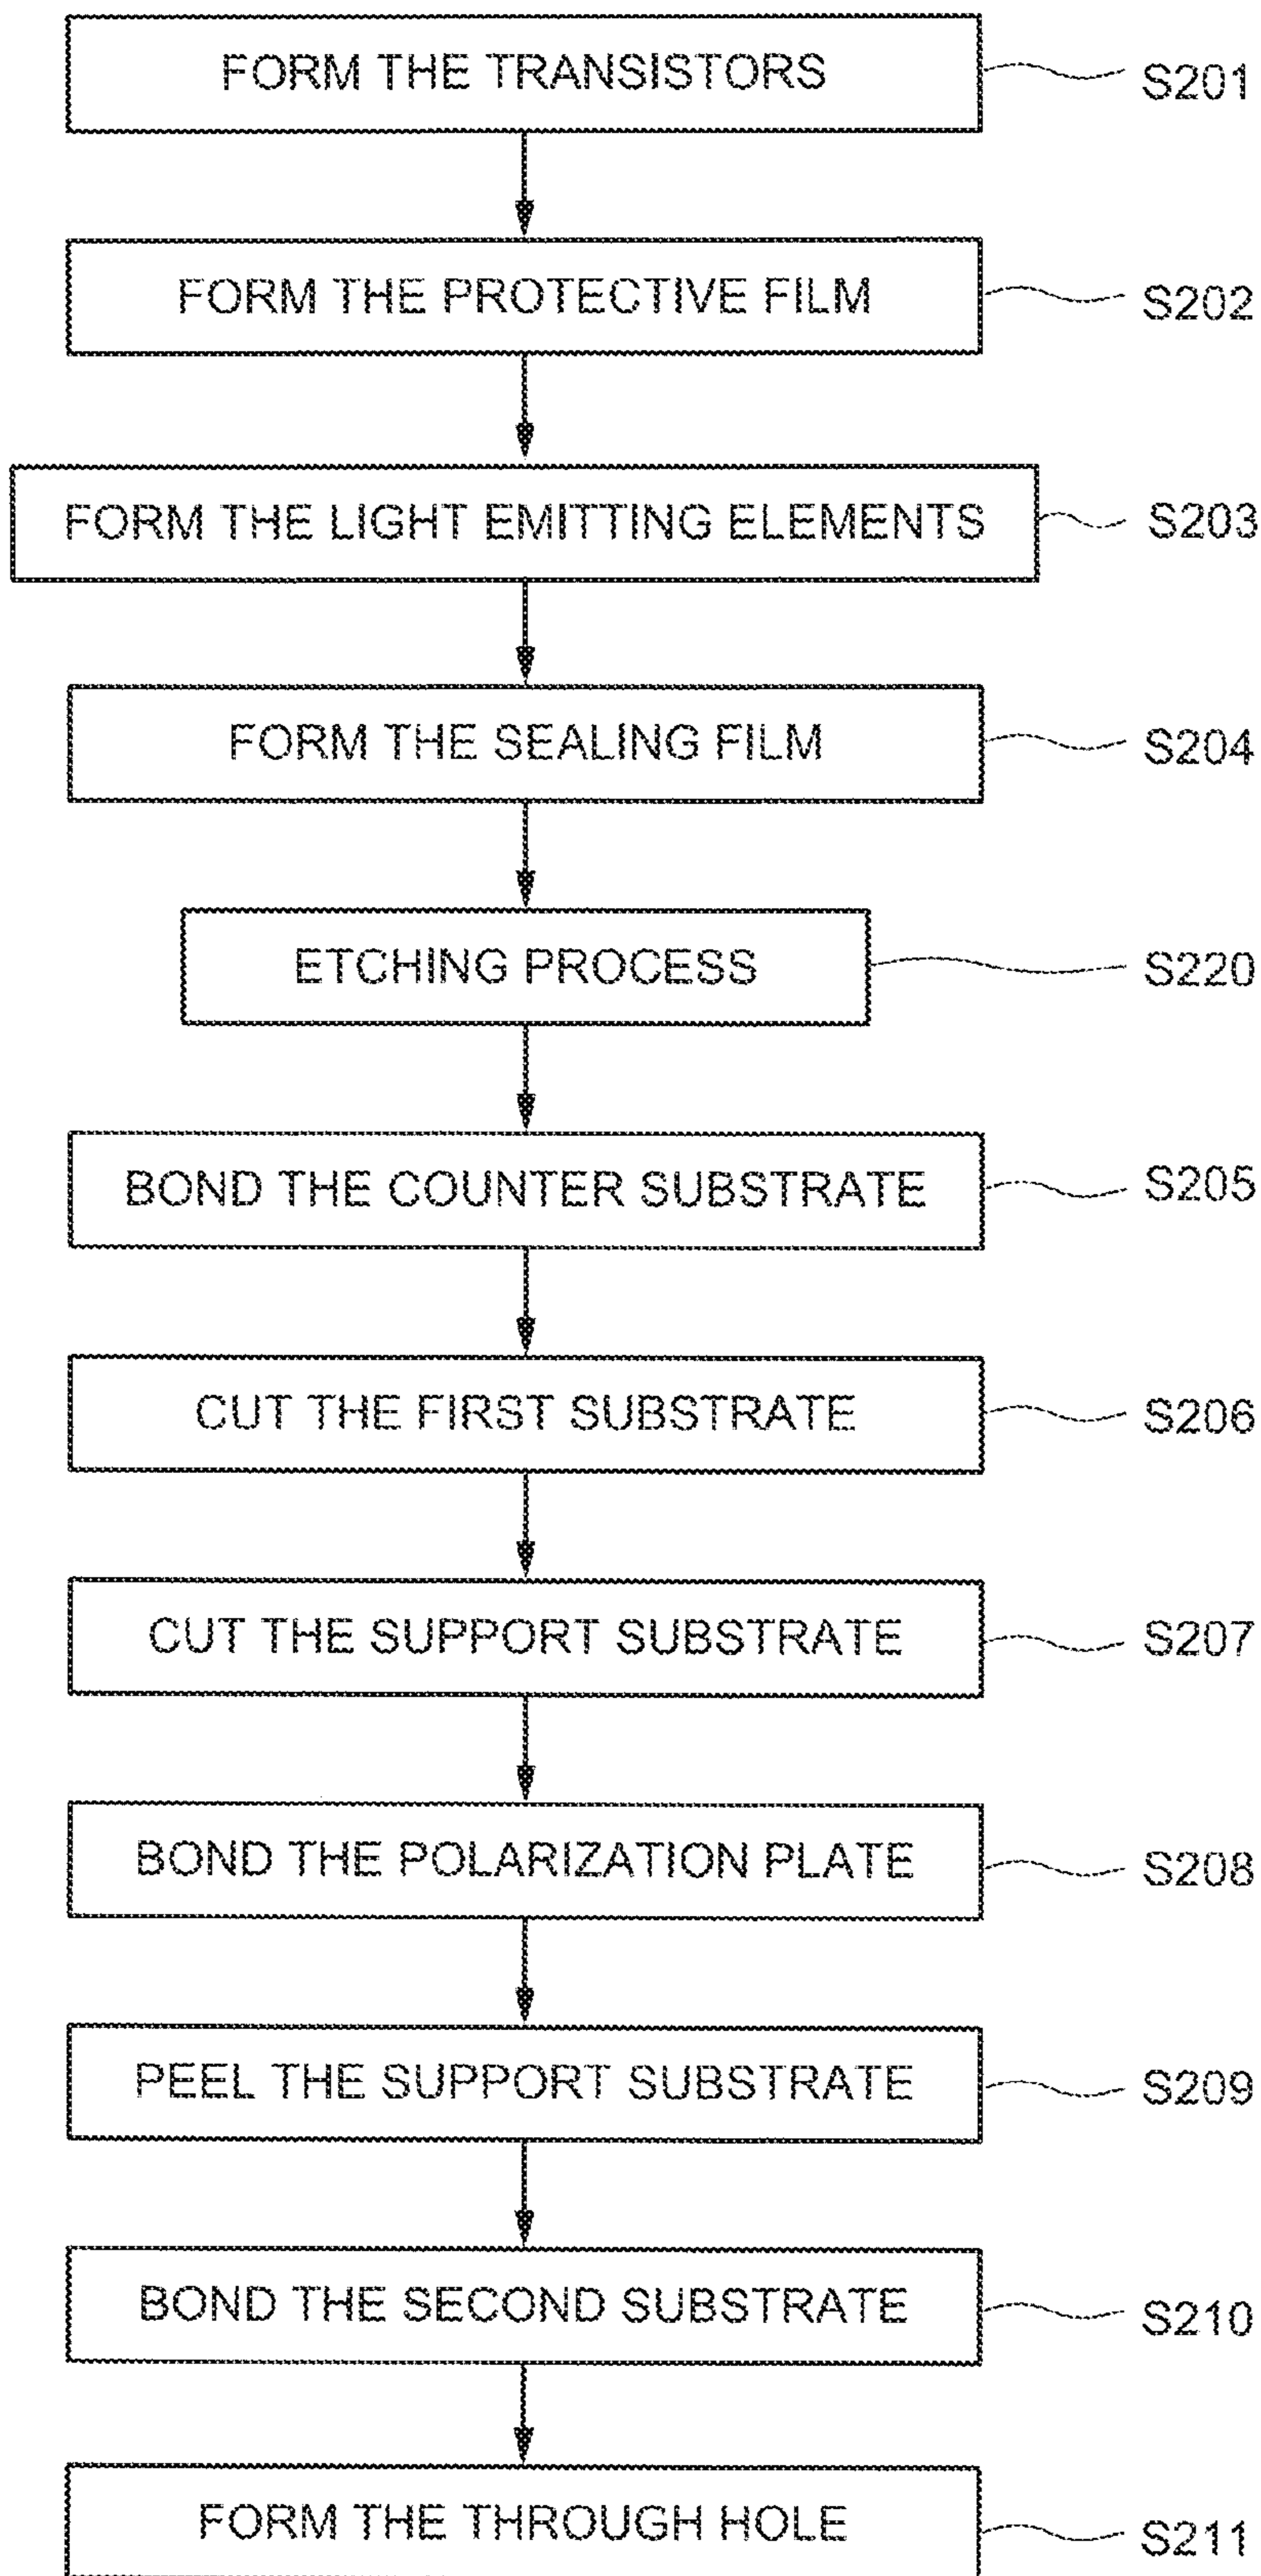 FORM THE TRANSISTORS S201
FORM THE PROTECTIVE FILM S202
FORM THE LIGHT EMITTING ELEMENTS S203
FORM THE SEALING FILM S204
ETCHING PROCESS S220
BOND THE COUNTER SUBSTRATE S205
CUT THE FIRST SUBSTRATE S206
CUT THE SUPPORT SUBSTRATE S207
BOND THE POLARIZATION PLATE S208
PEEL THE SUPPORT SUBSTRATE S209
BOND THE SECOND SUBSTRATE S210
FORM THE THROUGH HOLE S211